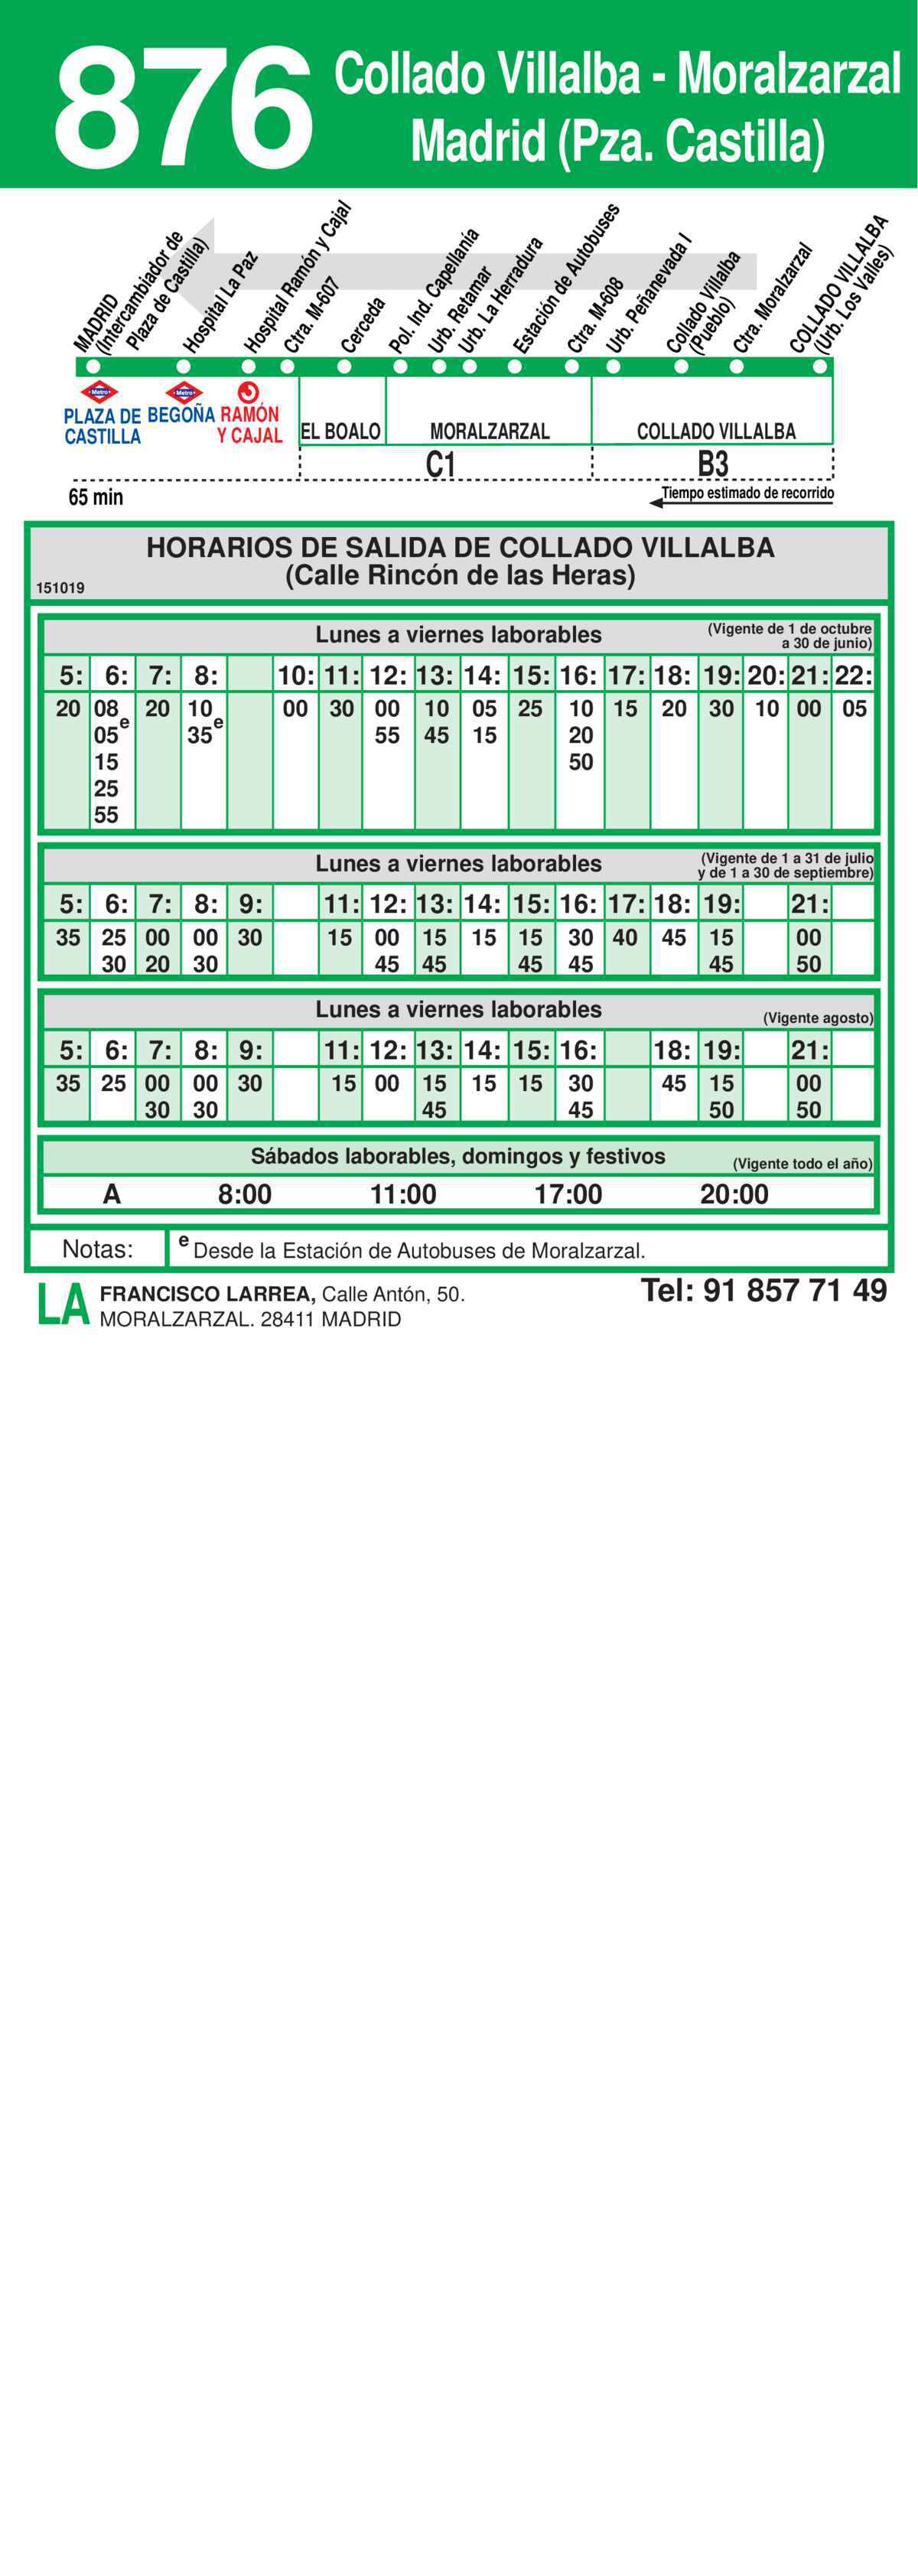 876
Collado Villalba - Moralzarzal
Madrid (Pza. Castilla)
MADRID
(Intercambiador de
Plaza de Castilla)
Hospital La Paz
Hospital Ramón y Cajal
Ctra. M-607
Cerceda
Pol. Ind. Capellanía
Urb. Retamar
Urb. La Herradura
Estación de Autobuses
Ctra. M-608
Urb. Peñanevada I
Collado Villalba
(Pueblo)
Ctra. Moralzarzal
COLLADO VILLALBA
(Urb. Los Valles)
Metro Metro
PLAZA DE BEGOÑA RAMÓN
CASTILLA Y CAJAL
EL BOALO MORALZARZAL COLLADO VILLALBA
C1 B3
65 min Tiempo estimado de recorrido
HORARIOS DE SALIDA DE COLLADO VILLALBA
(Calle Rincón de las Heras)
151019
Lunes a viernes laborables (Vigente de 1 de octubre
a 30 de junio)
5: 6: 7: 8: 10: 11: 12: 13: 14: 15: 16: 17: 18: 19: 20: 21: 22:
20 08 20 10 00 30 00 10 05 25 10 15 20 30 10 00 05
05e 35e 55 45 15 20
15 50
25
55
Lunes a viernes laborables (Vigente de 1 a 31 de julio
y de 1 a 30 de septiembre)
5: 6: 7: 8: 9: 11: 12: 13: 14: 15: 16: 17: 18: 19: 21:
35 25 00 00 30 15 00 15 15 15 30 40 45 15 00
30 20 30 45 45 45 45 45 50
Lunes a viernes laborables (Vigente agosto)
5: 6: 7: 8: 9: 11: 12: 13: 14: 15: 16: 18: 19: 21:
35 25 00 00 30 15 00 15 15 15 30 45 15 00
30 30 45 45 50 50
Sábados laborables, domingos y festivos (Vigente todo el año)
A 8:00 11:00 17:00 20:00
Notas: e Desde la Estación de Autobuses de Moralzarzal.
LA FRANCISCO LARREA, Calle Antón, 50. Tel: 91 857 71 49
MORALZARZAL. 28411 MADRID